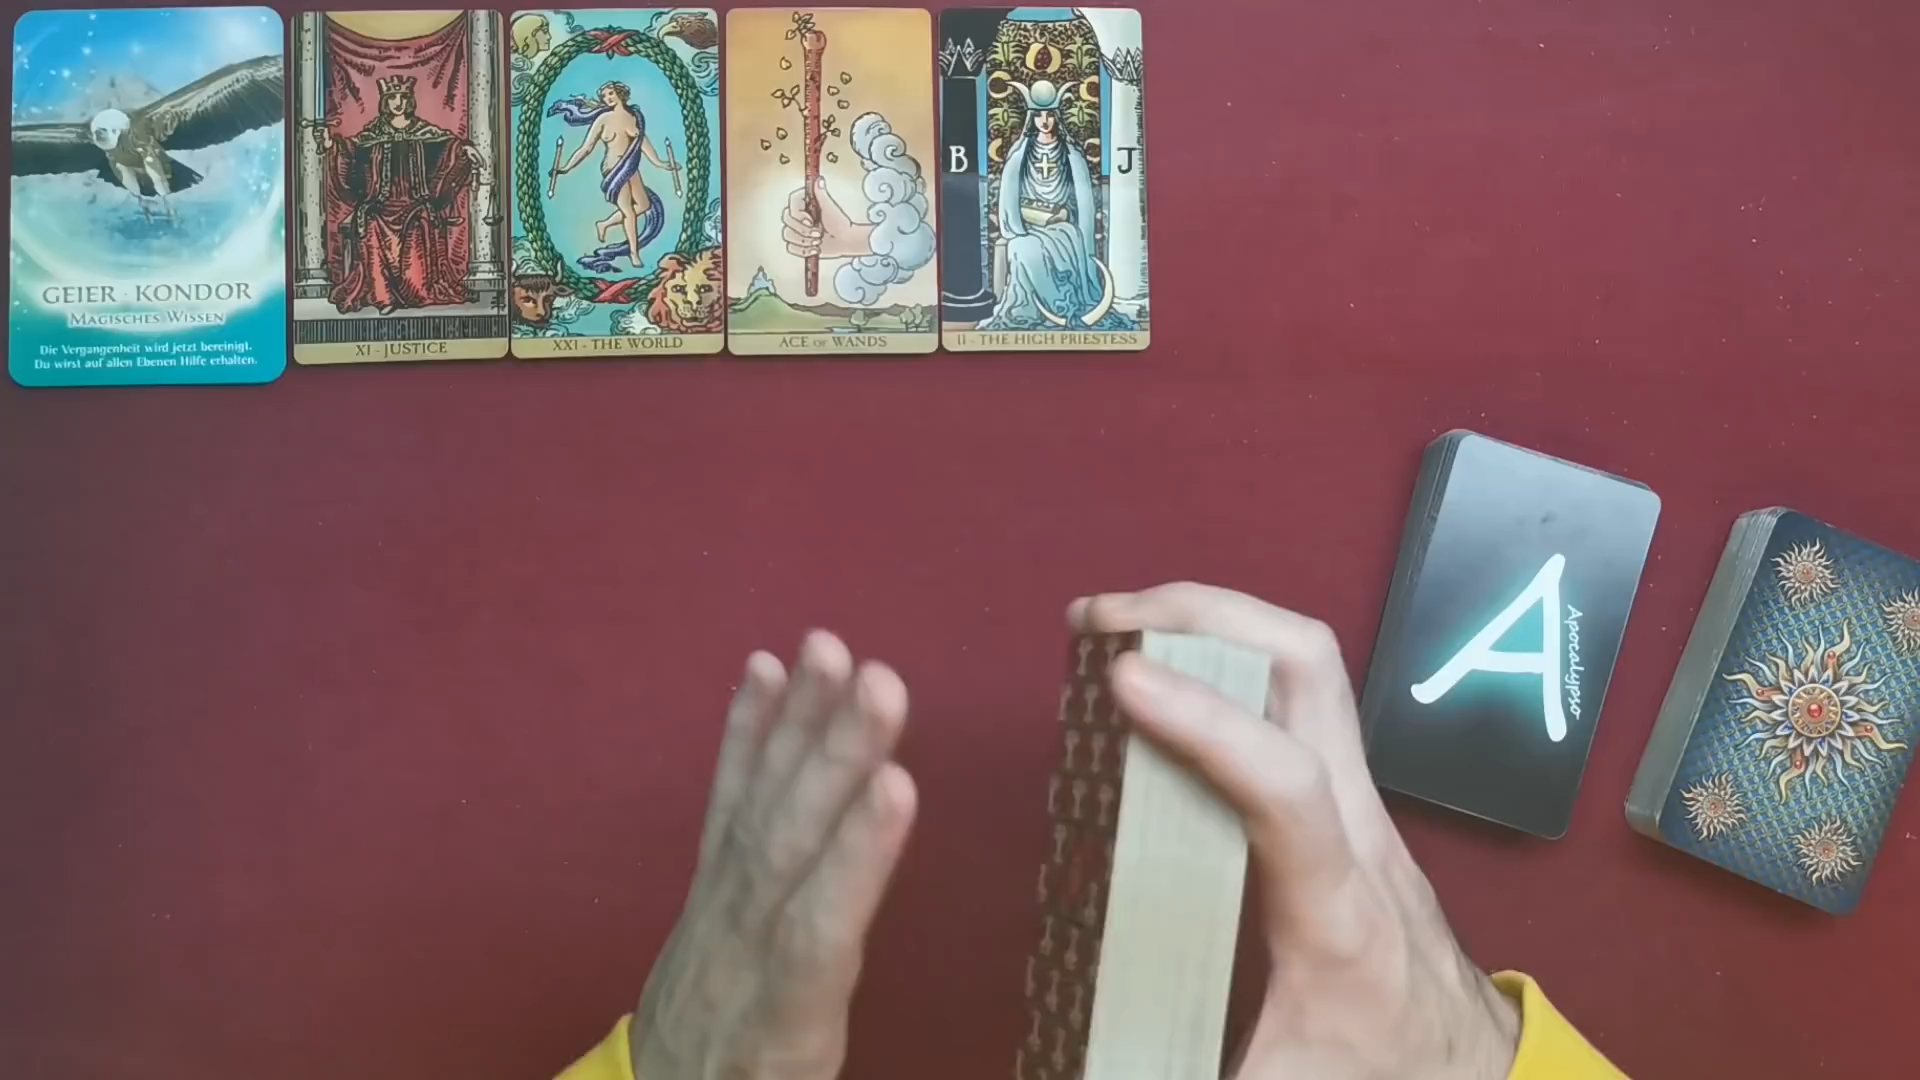 GEIER · KONDOR
MAGISCHES WISSEN
Die Vergangenheit wird jetzt bereinigt.
Du wirst auf allen Ebenen Hilfe erhalten.
XI - JUSTICE
XXI - THE WORLD
ACE OF WANDS
B
J
II - THE HIGH PRIESTESS
A
Apocalypso